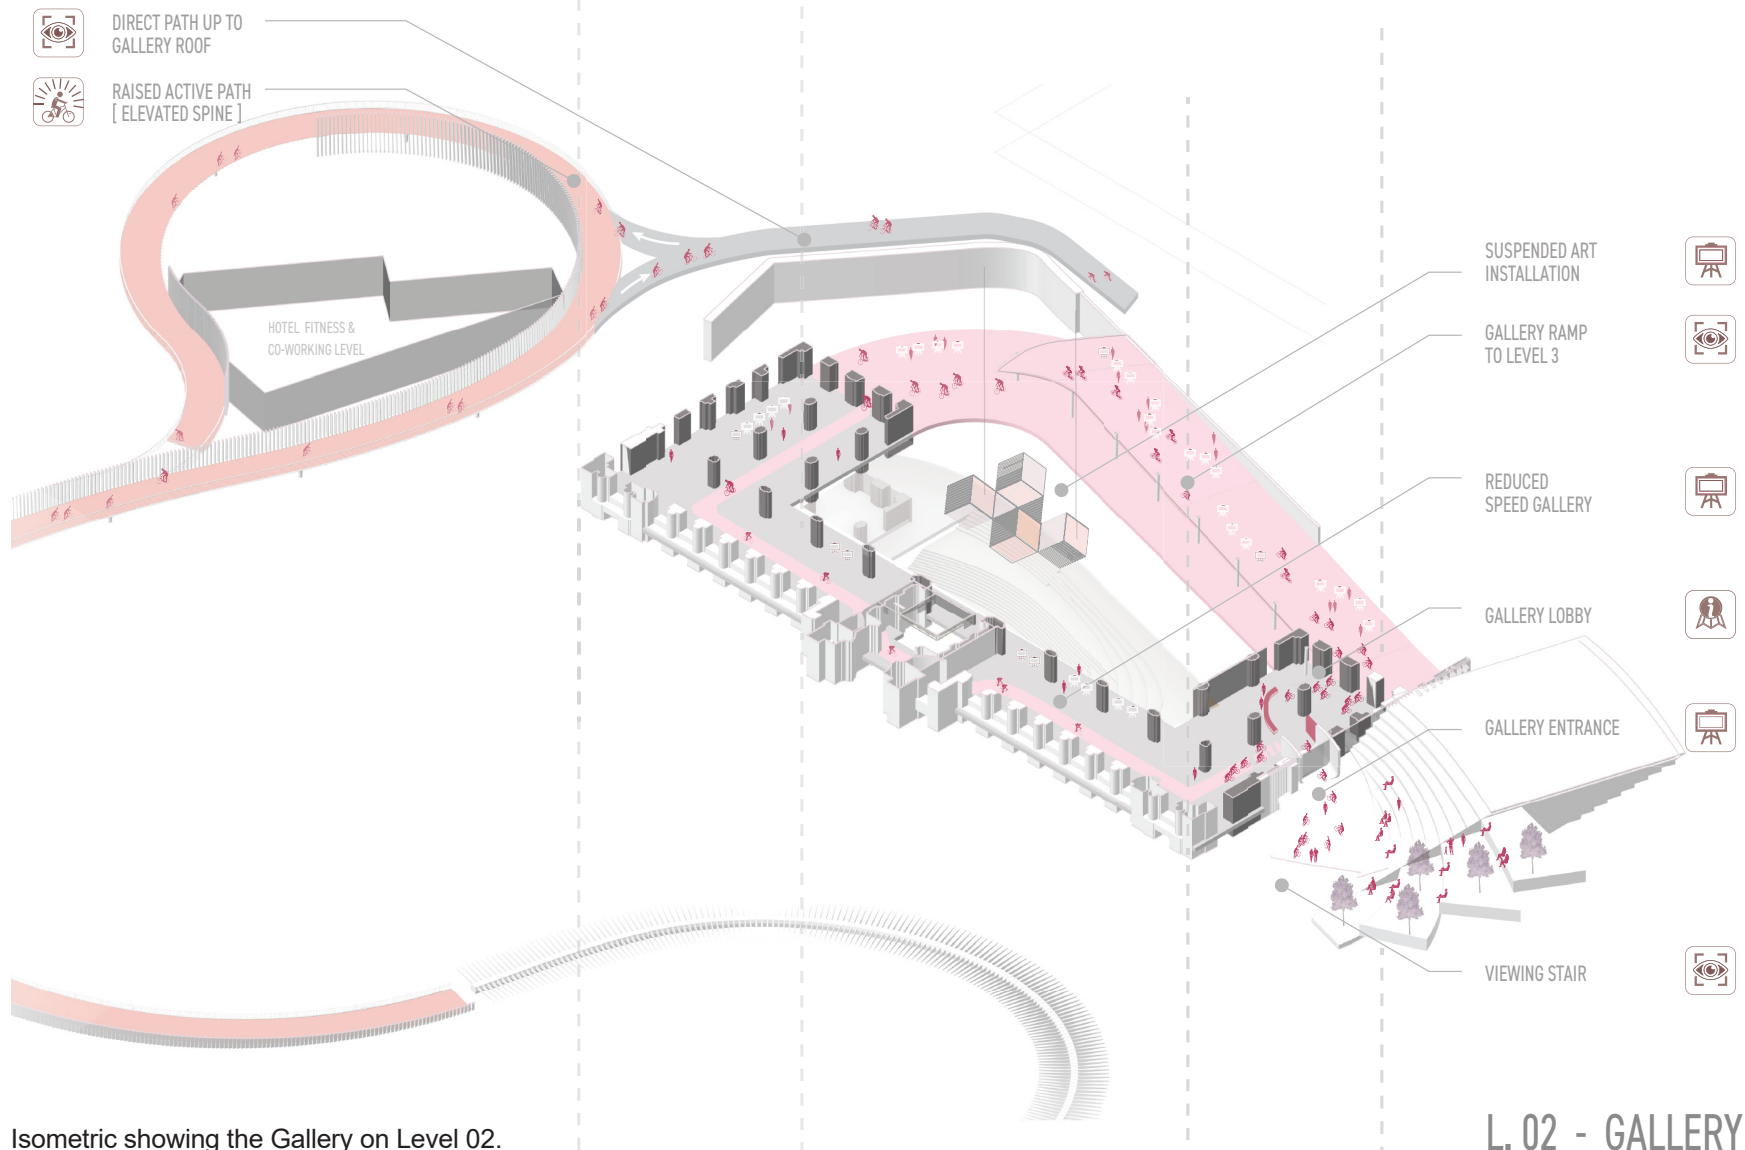 DIRECT PATH UP TO
GALLERY ROOF
RAISED ACTIVE PATH
[ ELEVATED SPINE ]
HOTEL FITNESS &
CO-WORKING LEVEL
SUSPENDED ART
INSTALLATION
GALLERY RAMP
TO LEVEL 3
REDUCED
SPEED GALLERY
GALLERY LOBBY
GALLERY ENTRANCE
VIEWING STAIR
Isometric showing the Gallery on Level 02.
L. 02 - GALLERY